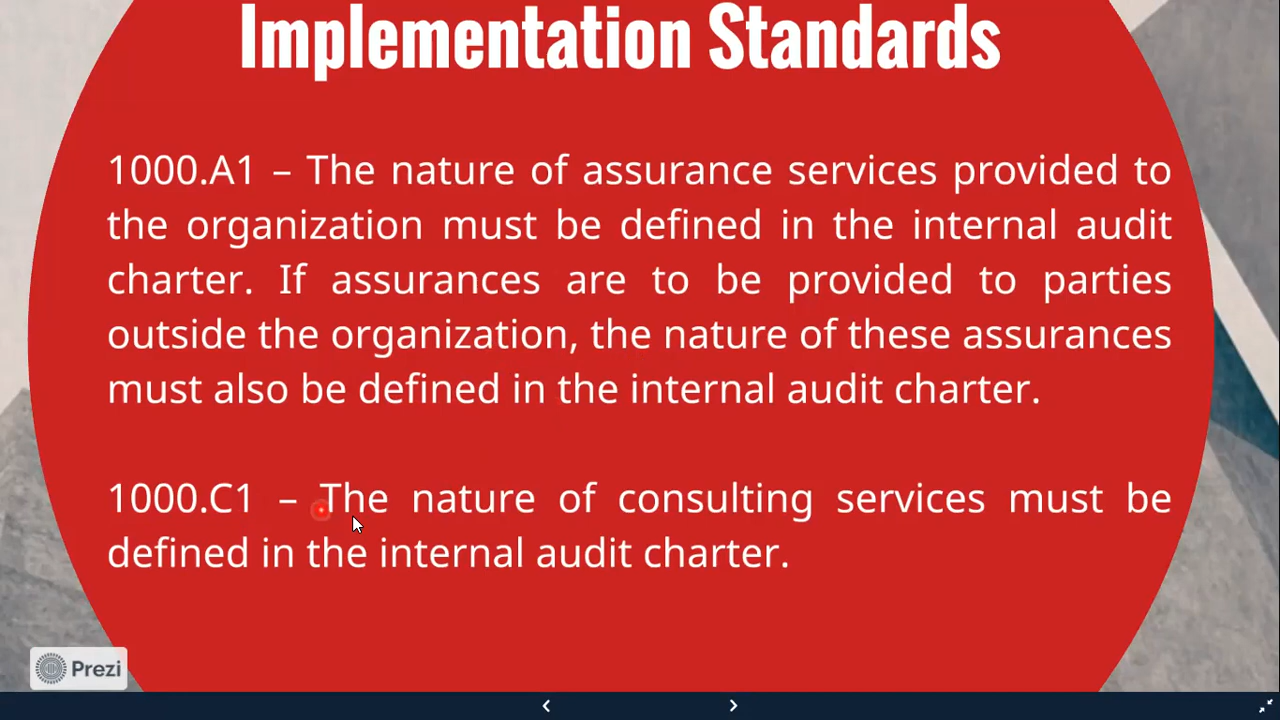 Implementation Standards
1000.A1 – The nature of assurance services provided to
the organization must be defined in the internal audit
charter. If assurances are to be provided to parties
outside the organization, the nature of these assurances
must also be defined in the internal audit charter.
1000.C1 – The nature of consulting services must be
defined in the internal audit charter.
Prezi